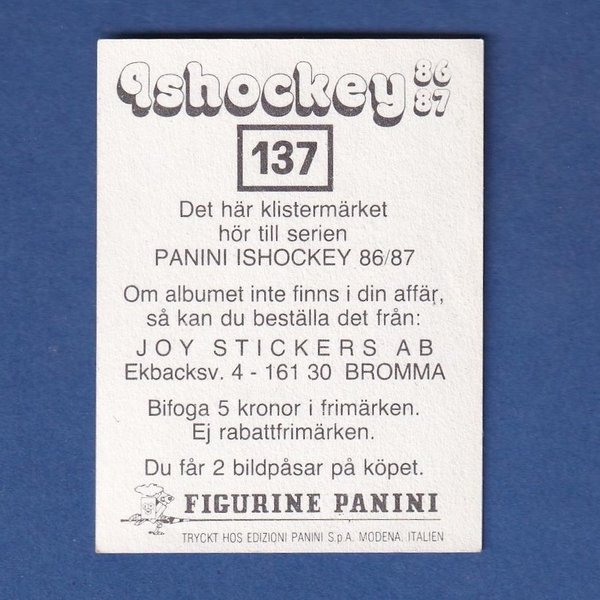 Ishockey 86
87
137
Det här klistermärket
hör till serien
PANINI ISHOCKEY 86/87
Om albumet inte finns i din affär,
så kan du beställa det från:
JOY STICKERS AB
Ekbacksv. 4 - 161 30 BROMMA
Bifoga 5 kronor i frimärken.
Ej rabattfrimärken.
Du får 2 bildpåsar på köpet.
FIGURINE PANINI
TRYCKT HOS EDIZIONI PANINI S.p.A. MODENA, ITALIEN